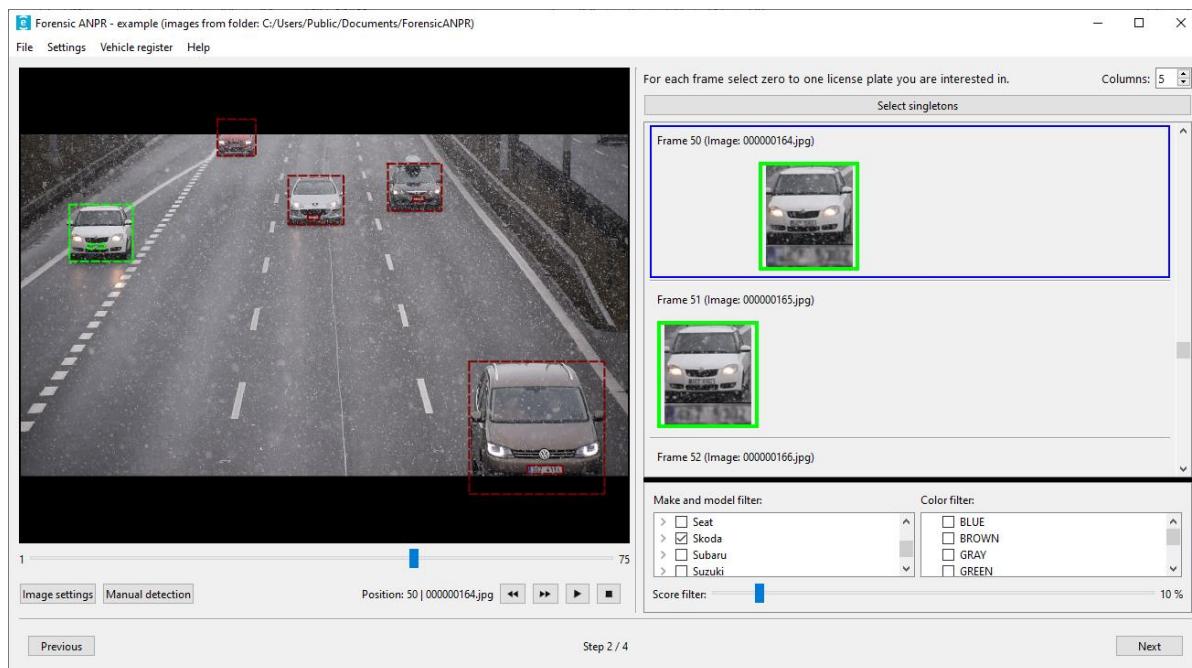 Forensic ANPR - example (images from folder: C:/Users/Public/Documents/ForensicANPR)
File Settings Vehicle register Help
For each frame select zero to one license plate you are interested in.
Columns: 5
Select singletons
Frame 50 (Image: 000000164.jpg)
Frame 51 (Image: 000000165.jpg)
Frame 52 (Image: 000000166.jpg)
Make and model filter:
Seat
Skoda
Subaru
Suzuki
Color filter:
BLUE
BROWN
GRAY
GREEN
1
75
Image settings
Manual detection
Position: 50 | 000000164.jpg
Score filter:
10 %
Previous
Step 2 / 4
Next